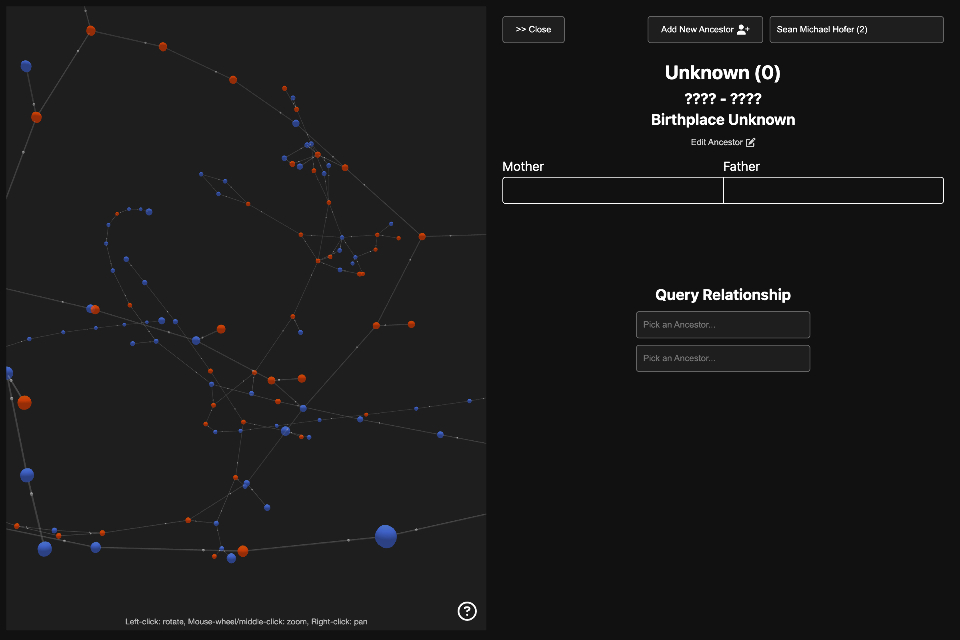 >> Close
Add New Ancestor
Sean Michael Hofer (2)
Unknown (0)
???? - ????
Birthplace Unknown
Edit Ancestor
Mother
Father
Query Relationship
Pick an Ancestor...
Pick an Ancestor...
?
Left-click: rotate, Mouse-wheel/middle-click: zoom, Right-click: pan